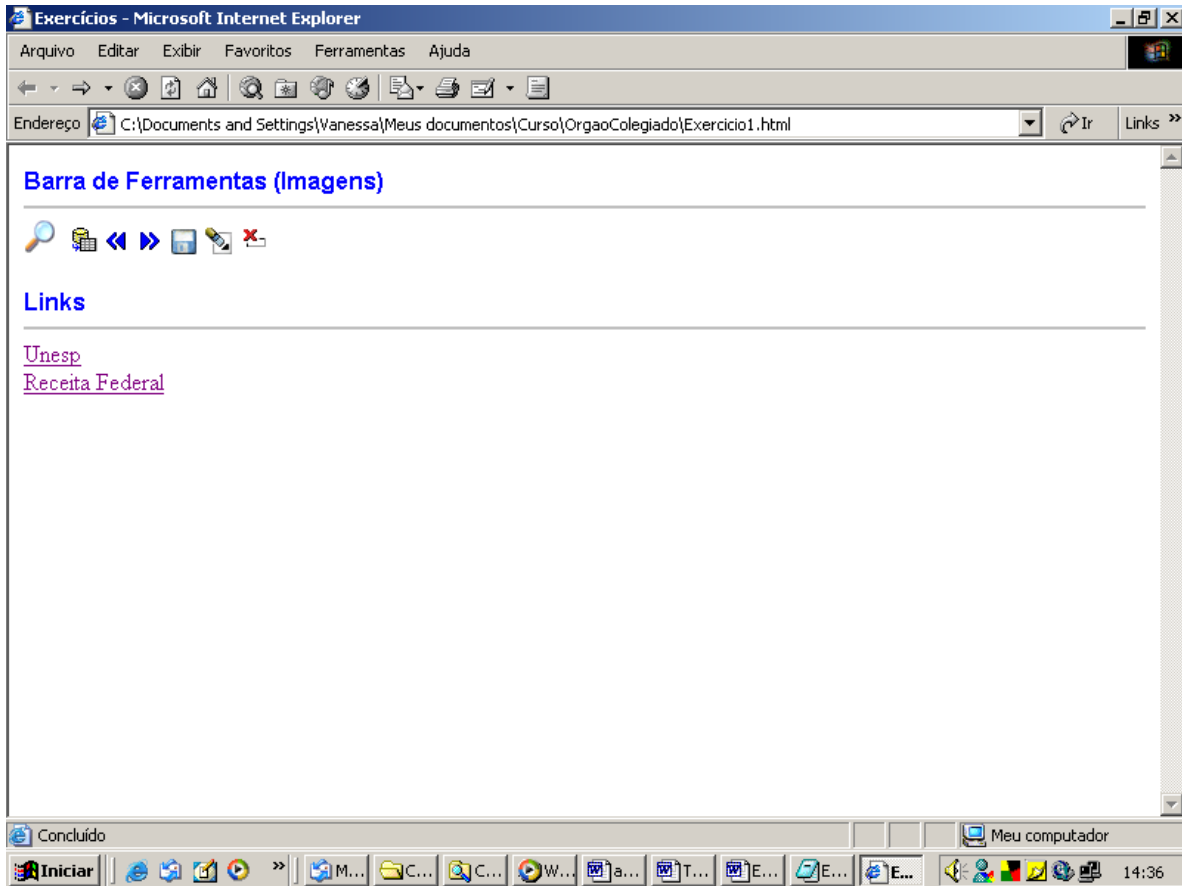 Exercícios - Microsoft Internet Explorer
Arquivo Editar Exibir Favoritos Ferramentas Ajuda
Endereço C:\Documents and Settings\Vanessa\Meus documentos\Curso\OrgaoColegiado\Exercicio1.html Ir Links »
Barra de Ferramentas (Imagens)
Links
Unesp
Receita Federal
Concluído Meu computador
Iniciar » M... C... C... W... a... T... E... E... E... 14:36